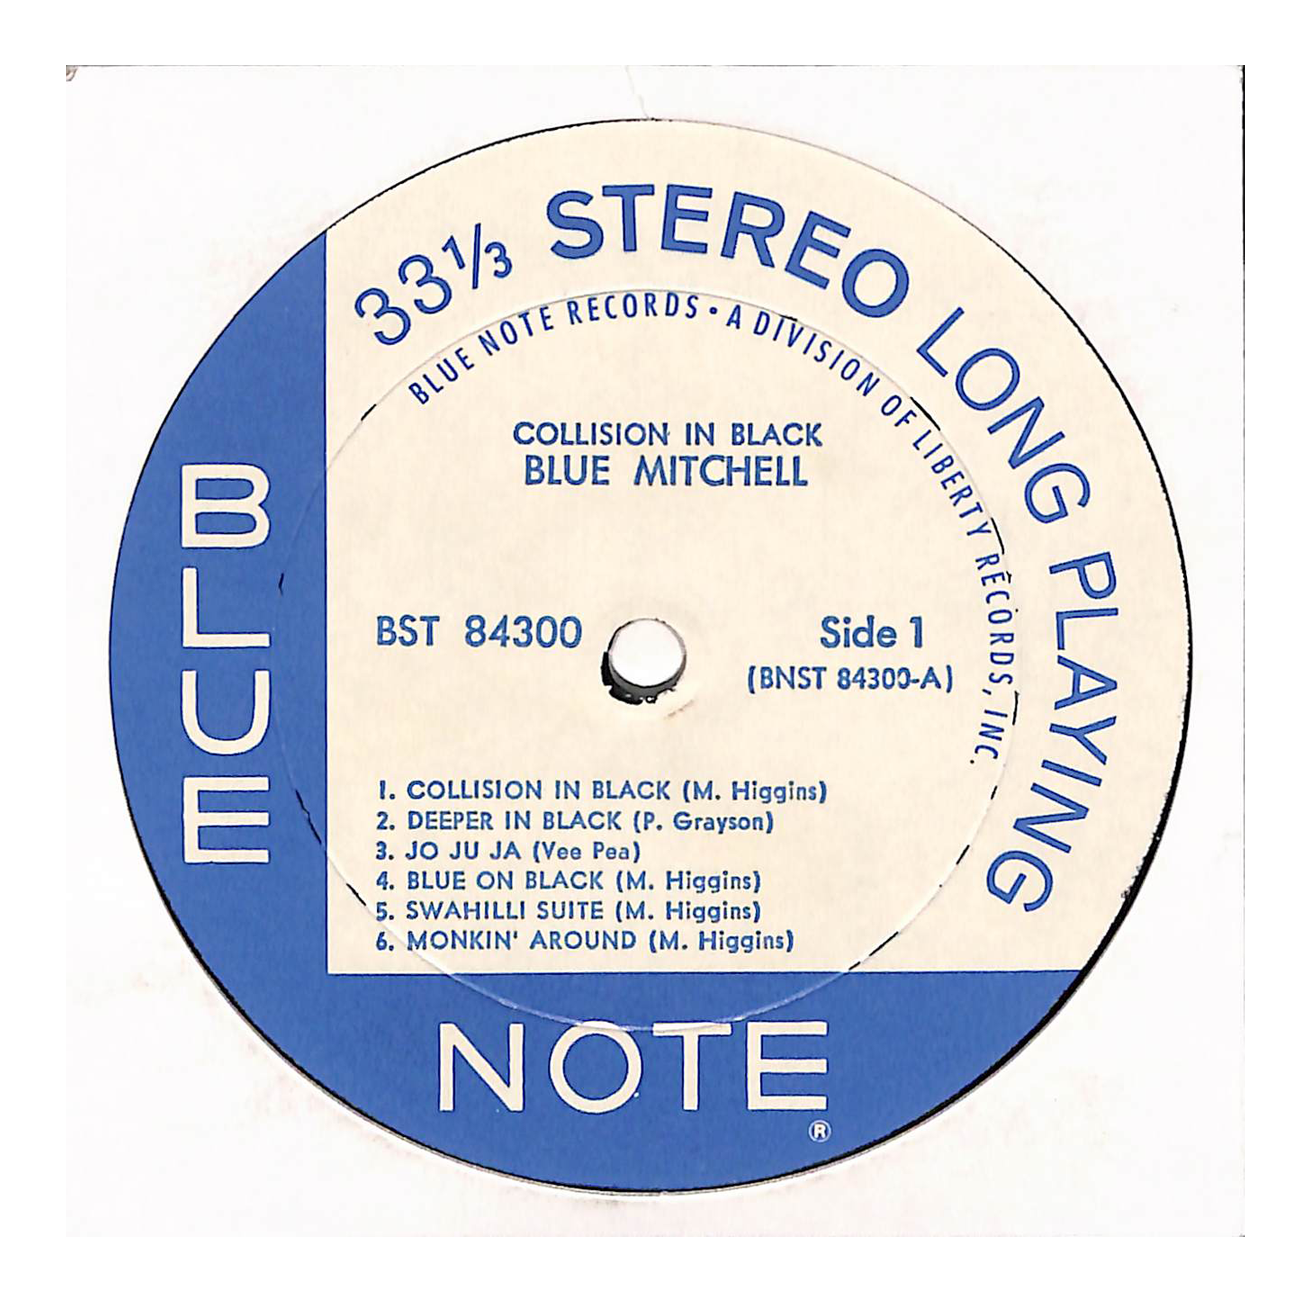 33⅓ STEREO LONG PLAYING
BLUE NOTE RECORDS • A DIVISION OF LIBERTY RECORDS, INC.
COLLISION IN BLACK
BLUE MITCHELL
BST 84300
Side 1
(BNST 84300-A)
1. COLLISION IN BLACK (M. Higgins)
2. DEEPER IN BLACK (P. Grayson)
3. JO JU JA (Vee Pea)
4. BLUE ON BLACK (M. Higgins)
5. SWAHILLI SUITE (M. Higgins)
6. MONKIN' AROUND (M. Higgins)
BLUE
NOTE
®